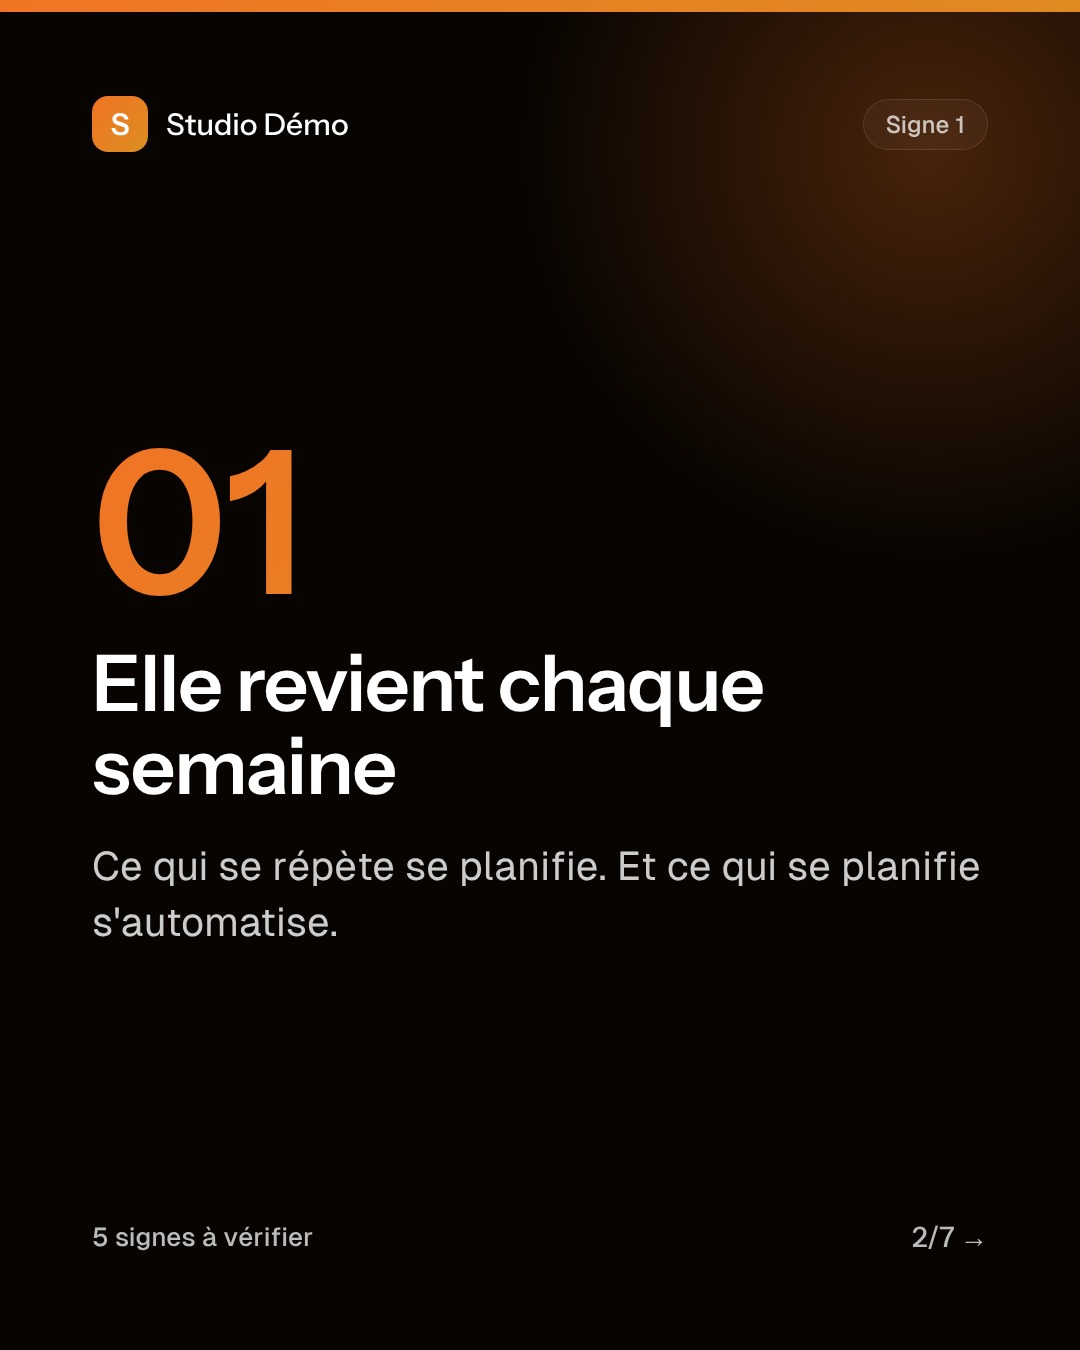 S Studio Démo
Signe 1
01
Elle revient chaque
semaine
Ce qui se répète se planifie. Et ce qui se planifie
s'automatise.
5 signes à vérifier
2/7 →